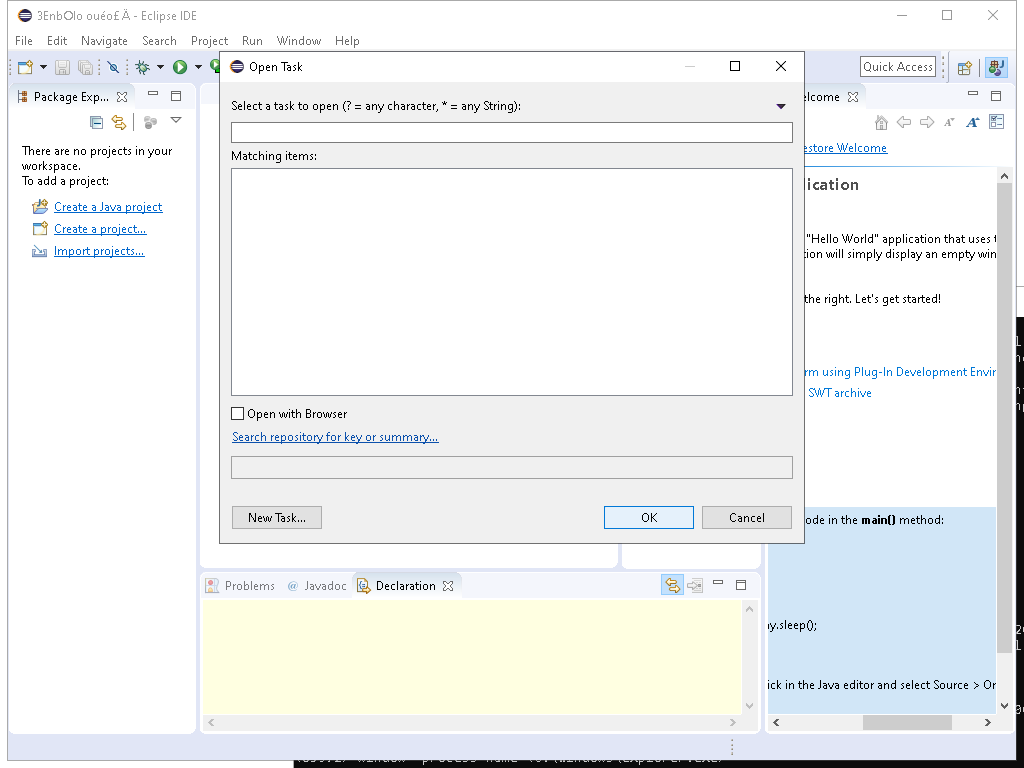 3EnbOlo ouéo£Ä - Eclipse IDE
File Edit Navigate Search Project Run Window Help
Quick Access
Package Exp...
There are no projects in your
workspace.
To add a project:
Create a Java project
Create a project...
Import projects...
Open Task
Select a task to open (? = any character, * = any String):
Matching items:
Open with Browser
Search repository for key or summary...
New Task...
OK
Cancel
elcome
estore Welcome
ication
"Hello World" application that uses
tion will simply display an empty win
the right. Let's get started!
rm using Plug-In Development Envir
SWT archive
ode in the main() method:
ay.sleep();
ick in the Java editor and select Source > Or
Problems
@ Javadoc
Declaration